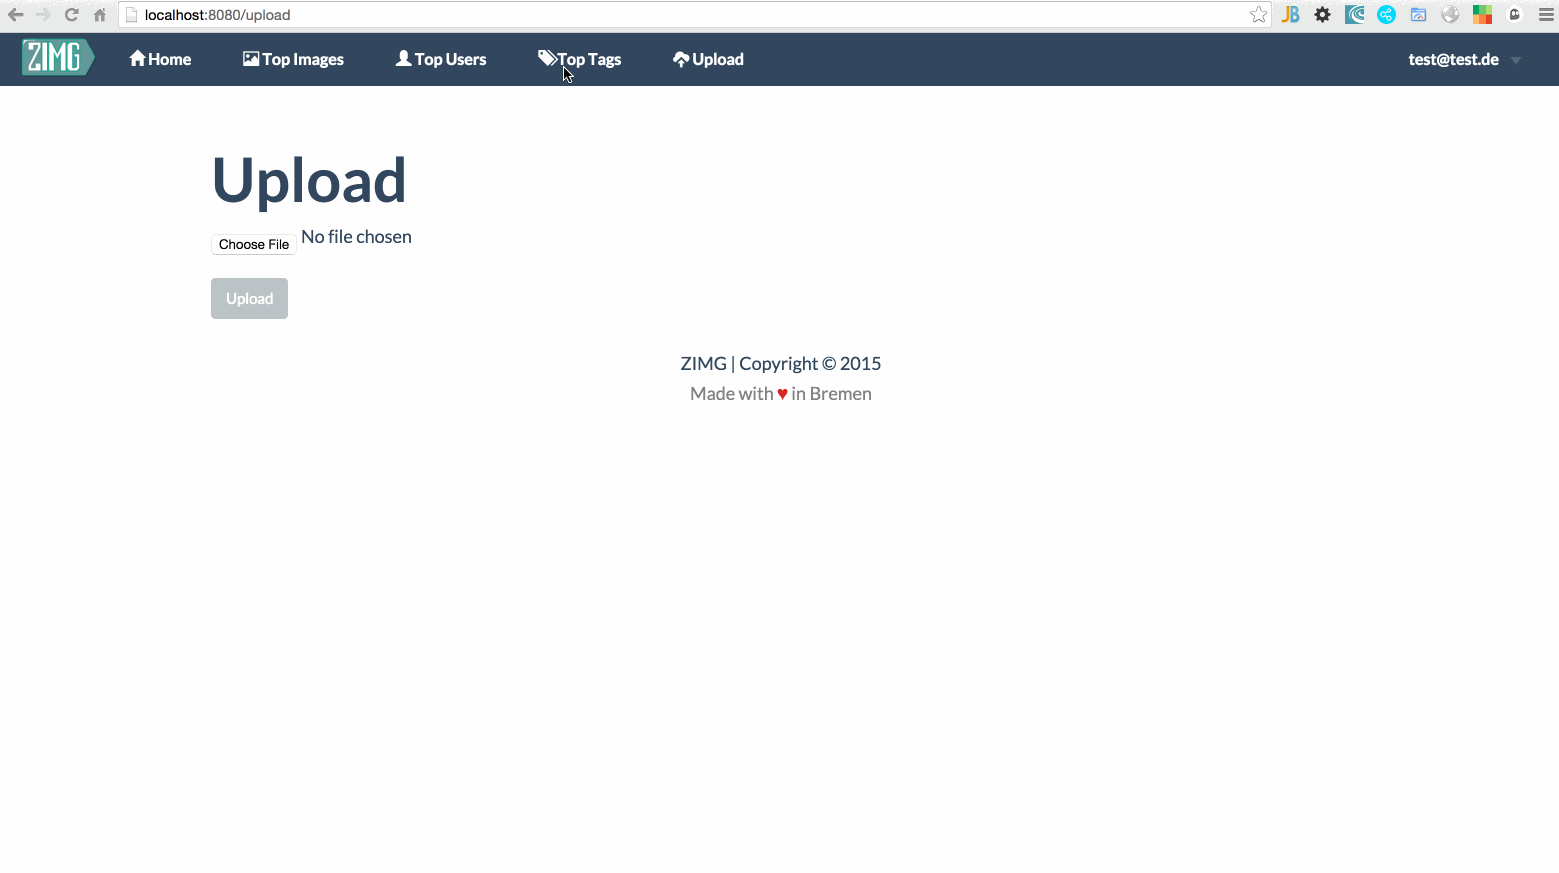 localhost:8080/upload
JB
ZIMG Home Top Images Top Users Top Tags Upload test@test.de
Upload
Choose File No file chosen
Upload
ZIMG | Copyright © 2015
Made with ♥ in Bremen